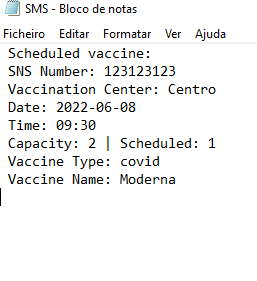 SMS - Bloco de notas
Ficheiro Editar Formatar Ver Ajuda
Scheduled vaccine:
SNS Number: 123123123
Vaccination Center: Centro
Date: 2022-06-08
Time: 09:30
Capacity: 2 | Scheduled: 1
Vaccine Type: covid
Vaccine Name: Moderna